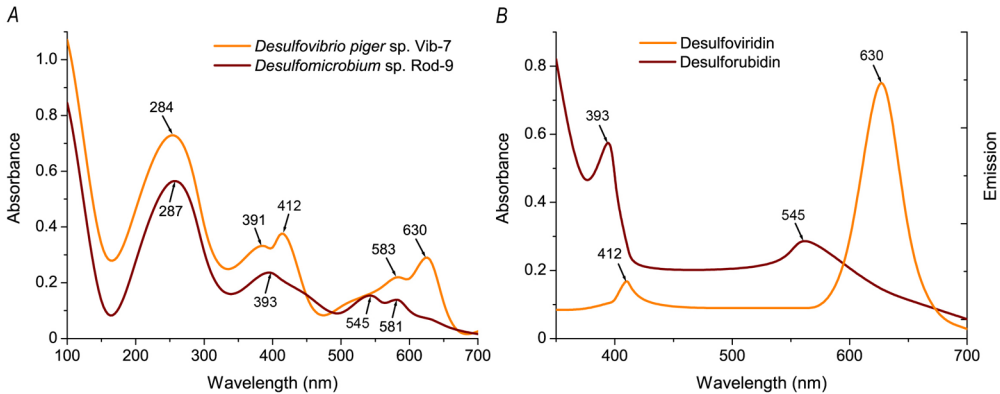 A
Desulfovibrio piger sp. Vib-7
Desulfomicrobium sp. Rod-9
1.0
0.8
0.6
0.4
0.2
0
Absorbance
284
287
391
412
393
583
630
545
581
100 200 300 400 500 600 700
Wavelength (nm)
B
Desulfoviridin
Desulforubidin
0.8
0.6
0.4
0.2
0
Absorbance
Emission
630
393
545
412
400 500 600 700
Wavelength (nm)